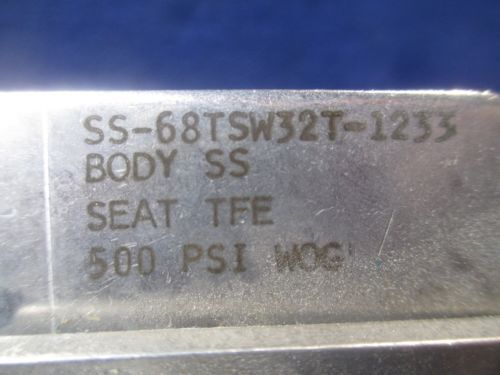 SS-68TSW32T-1233
BODY SS
SEAT TFE
500 PSI WOG